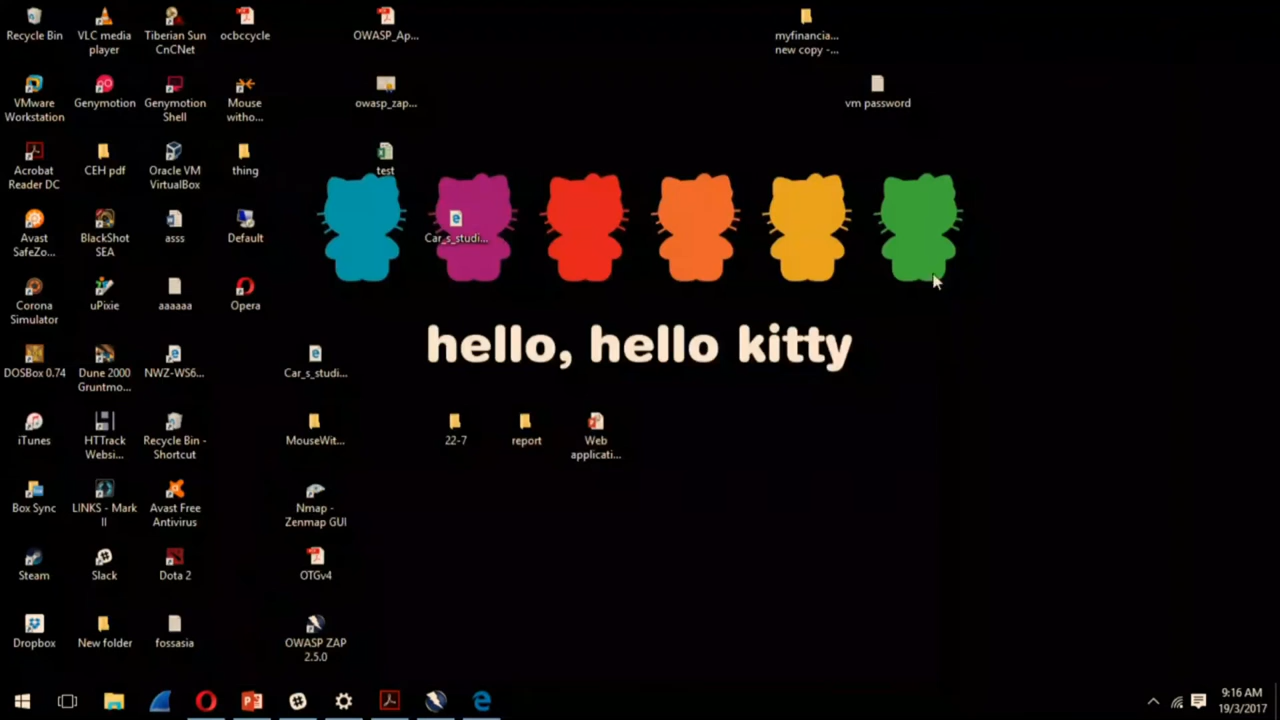 Recycle Bin
VLC media
player
Tiberian Sun
CnCNet
ocbccycle
OWASP_Ap...
myfinancia...
new copy -...
VMware
Workstation
Genymotion
Genymotion
Shell
Mouse
witho...
owasp_zap...
vm password
Acrobat
Reader DC
CEH pdf
Oracle VM
VirtualBox
thing
test
Avast
SafeZo...
BlackShot
SEA
asss
Default
Car_s_studi...
Corona
Simulator
uPixie
aaaaaa
Opera
hello, hello kitty
DOSBox 0.74
Dune 2000
Gruntmo...
NWZ-WS6...
Car_s_studi...
iTunes
HTTrack
Websi...
Recycle Bin -
Shortcut
MouseWit...
22-7
report
Web
applicati...
Box Sync
LINKS - Mark
II
Avast Free
Antivirus
Nmap -
Zenmap GUI
Steam
Slack
Dota 2
OTGv4
Dropbox
New folder
fossasia
OWASP ZAP
2.5.0
9:16 AM
19/3/2017